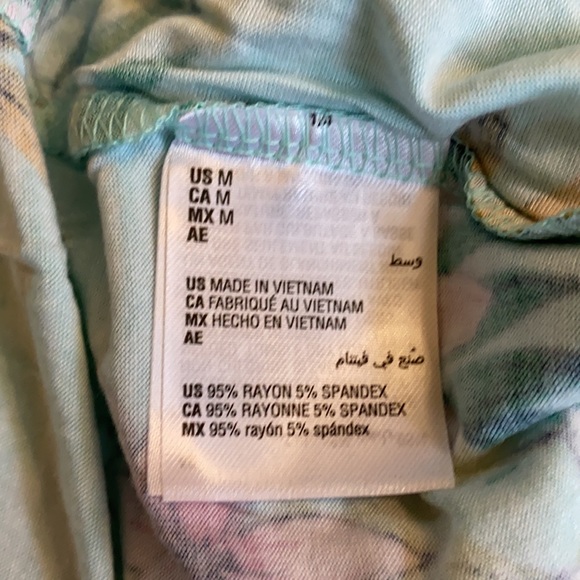 1/4
US M
CA M
MX M
AE
وسط
US MADE IN VIETNAM
CA FABRIQUÉ AU VIETNAM
MX HECHO EN VIETNAM
AE
صنع في فيتنام
US 95% RAYON 5% SPANDEX
CA 95% RAYONNE 5% SPANDEX
MX 95% rayón 5% spándex